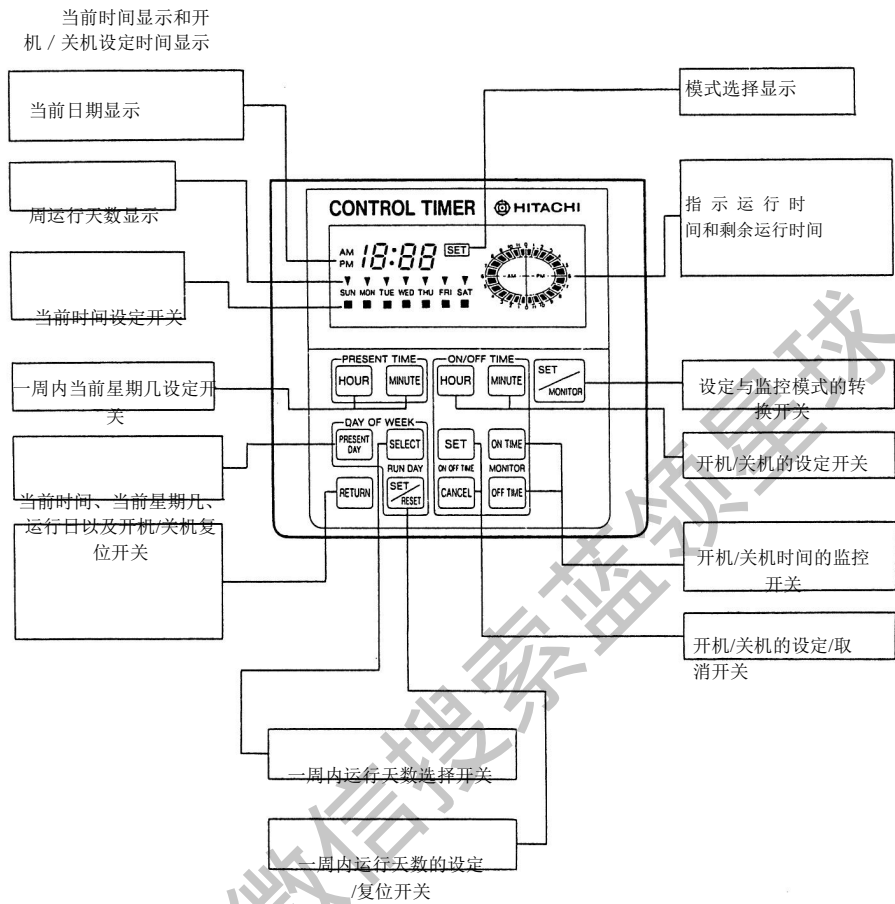 当前时间显示和开
机 / 关机设定时间显示
当前日期显示
周运行天数显示
当前时间设定开关
一周内当前星期几设定开
关
当前时间、当前星期几、
运行日以及开机/关机复
位开关
模式选择显示
指 示 运 行 时
间和剩余运行时间
设定与监控模式的转
换开关
开机/关机的设定开关
开机/关机时间的监控
开关
开机/关机的设定/取
消开关
一周内运行天数选择开关
一周内运行天数的设定
/复位开关
CONTROL TIMER HITACHI
AM
PM 18:88 SET
SUN MON TUE WED THU FRI SAT
AM PM
PRESENT TIME ON/OFF TIME
HOUR MINUTE HOUR MINUTE SET
MONITOR
DAY OF WEEK
PRESENT
DAY SELECT SET ON TIME
RUN DAY ON OFF TIME MONITOR
RETURN SET
RESET CANCEL OFF TIME
微信搜索蓝领星球